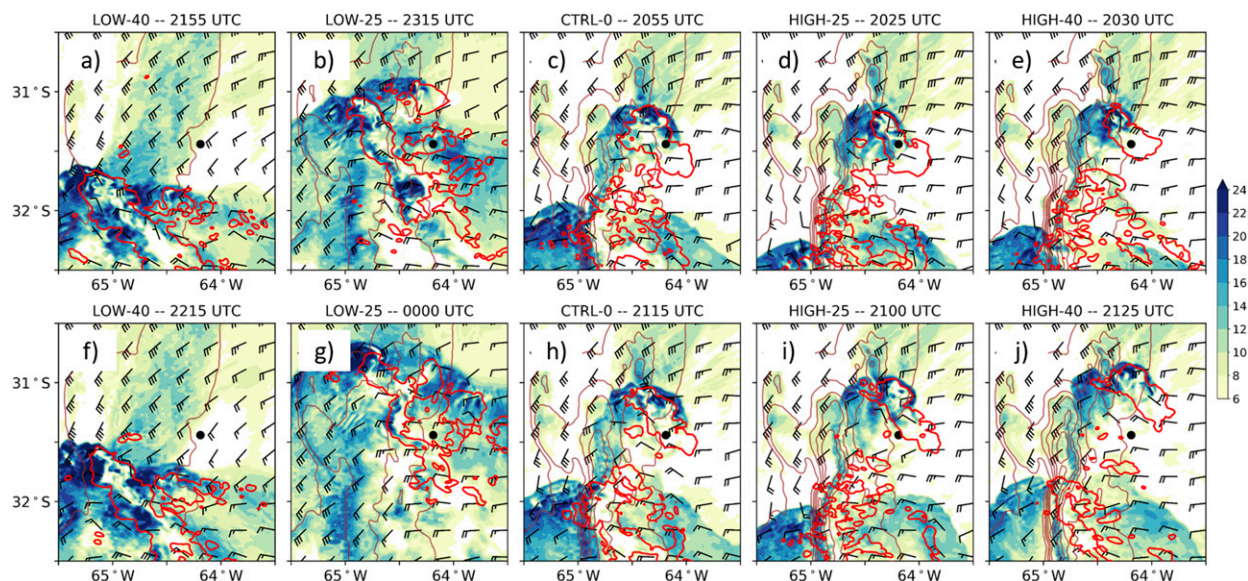 LOW-40 -- 2155 UTC LOW-25 -- 2315 UTC CTRL-0 -- 2055 UTC HIGH-25 -- 2025 UTC HIGH-40 -- 2030 UTC
a) b) c) d) e)
31°S
32°S
65°W 64°W 65°W 64°W 65°W 64°W 65°W 64°W 65°W 64°W
LOW-40 -- 2215 UTC LOW-25 -- 0000 UTC CTRL-0 -- 2115 UTC HIGH-25 -- 2100 UTC HIGH-40 -- 2125 UTC
f) g) h) i) j)
31°S
32°S
65°W 64°W 65°W 64°W 65°W 64°W 65°W 64°W 65°W 64°W
24
22
20
18
16
14
12
10
8
6